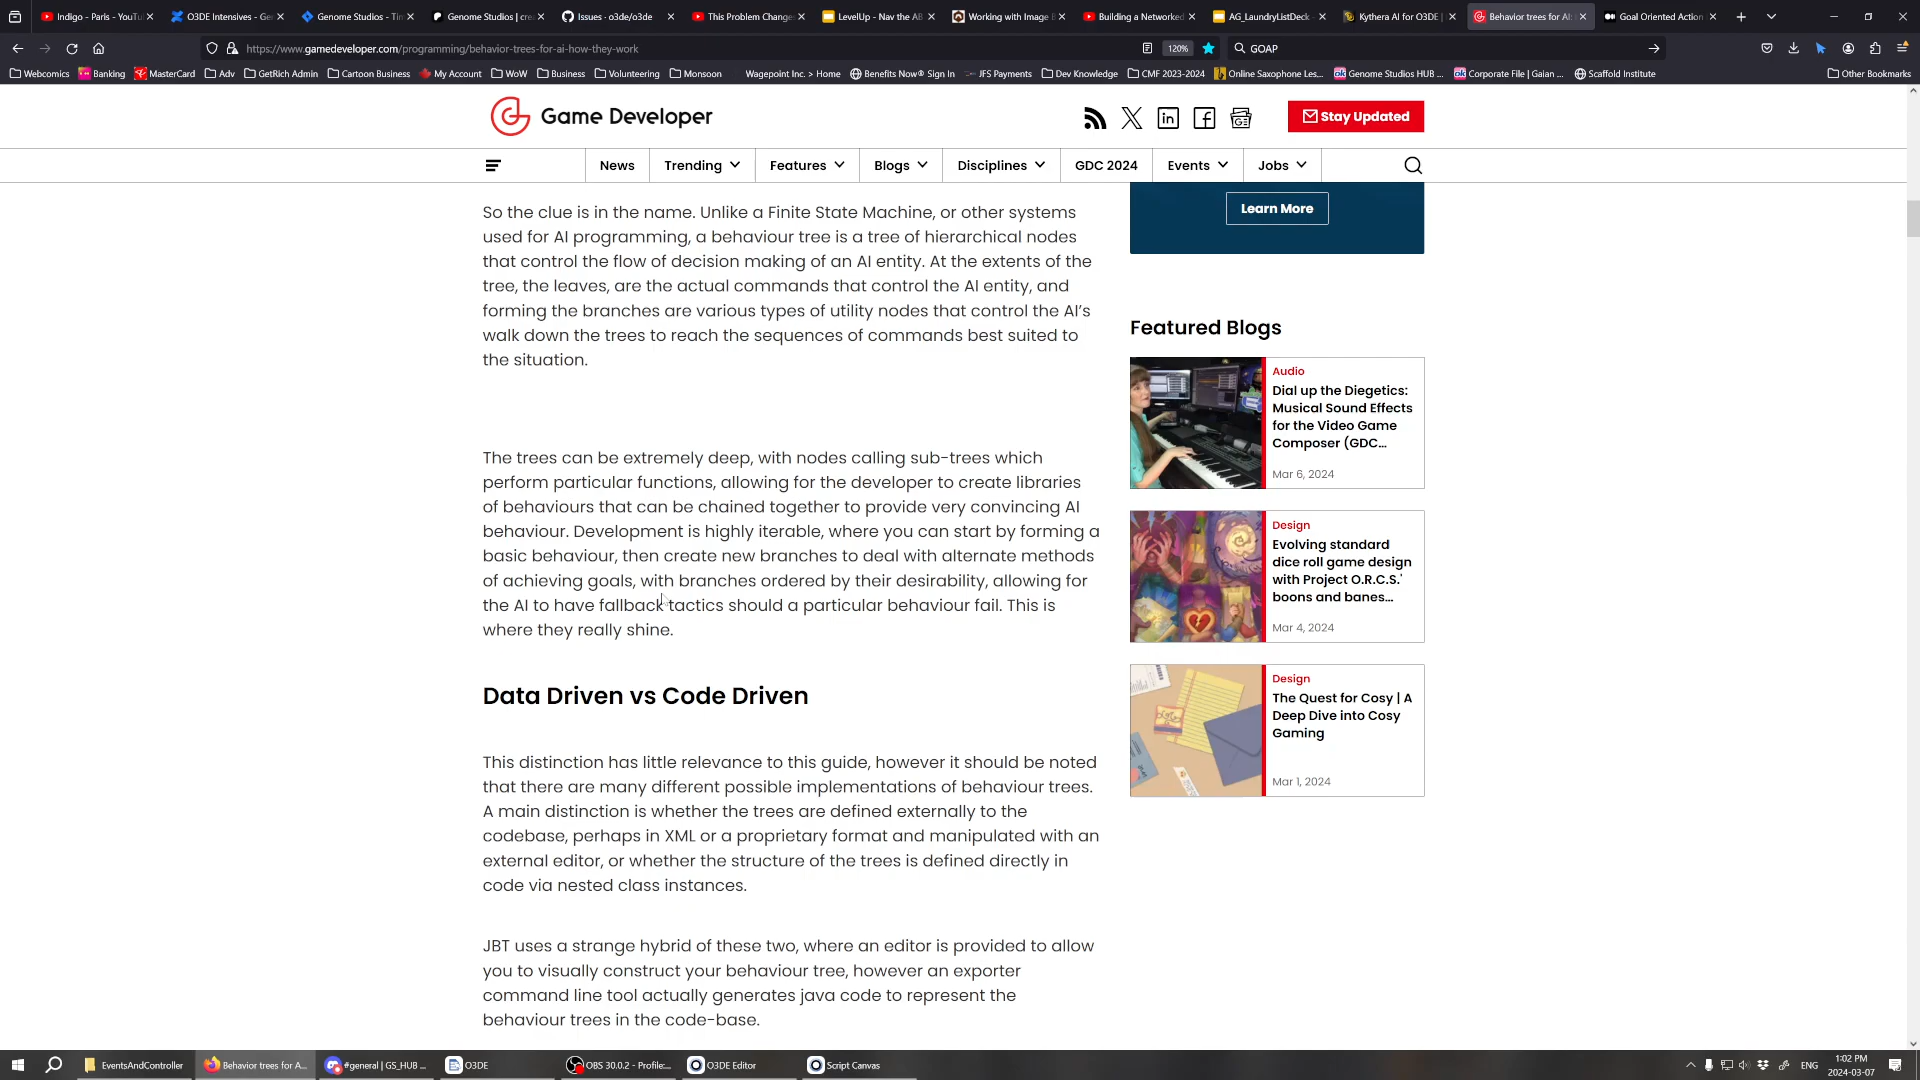 Indigo - Paris - YouTu
O3DE Intensives - Ge
Genome Studios - Tin
Genome Studios | crea
Issues · o3de/o3de
This Problem Change
LevelUp - Nav the AB
Working with Image B
Building a Networked
AG_LaundryListDeck -
Kythera AI for O3DE |
Behavior trees for AI:
Goal Oriented Action
https://www.gamedeveloper.com/programming/behavior-trees-for-ai-how-they-work
120%
GOAP
Webcomics
Banking
MasterCard
Adv
GetRich Admin
Cartoon Business
My Account
WoW
Business
Volunteering
Monsoon
Wagepoint Inc. > Home
Benefits Now® Sign In
JFS Payments
Dev Knowledge
CMF 2023-2024
Online Saxophone Les...
Genome Studios HUB ...
Corporate File | Gaian ...
Scaffold Institute
Other Bookmarks
Game Developer
Stay Updated
News
Trending
Features
Blogs
Disciplines
GDC 2024
Events
Jobs
So the clue is in the name. Unlike a Finite State Machine, or other systems
used for AI programming, a behaviour tree is a tree of hierarchical nodes
that control the flow of decision making of an AI entity. At the extents of the
tree, the leaves, are the actual commands that control the AI entity, and
forming the branches are various types of utility nodes that control the AI's
walk down the trees to reach the sequences of commands best suited to
the situation.
The trees can be extremely deep, with nodes calling sub-trees which
perform particular functions, allowing for the developer to create libraries
of behaviours that can be chained together to provide very convincing AI
behaviour. Development is highly iterable, where you can start by forming a
basic behaviour, then create new branches to deal with alternate methods
of achieving goals, with branches ordered by their desirability, allowing for
the AI to have fallback tactics should a particular behaviour fail. This is
where they really shine.
Data Driven vs Code Driven
This distinction has little relevance to this guide, however it should be noted
that there are many different possible implementations of behaviour trees.
A main distinction is whether the trees are defined externally to the
codebase, perhaps in XML or a proprietary format and manipulated with an
external editor, or whether the structure of the trees is defined directly in
code via nested class instances.
JBT uses a strange hybrid of these two, where an editor is provided to allow
you to visually construct your behaviour tree, however an exporter
command line tool actually generates java code to represent the
behaviour trees in the code-base.
Learn More
Featured Blogs
Audio
Dial up the Diegetics:
Musical Sound Effects
for the Video Game
Composer (GDC...
Mar 6, 2024
Design
Evolving standard
dice roll game design
with Project O.R.C.S.'
boons and banes...
Mar 4, 2024
Design
The Quest for Cosy | A
Deep Dive into Cosy
Gaming
Mar 1, 2024
EventsAndController
Behavior trees for A...
#general | GS_HUB ...
O3DE
OBS 30.0.2 - Profile:...
O3DE Editor
Script Canvas
ENG
1:02 PM
2024-03-07